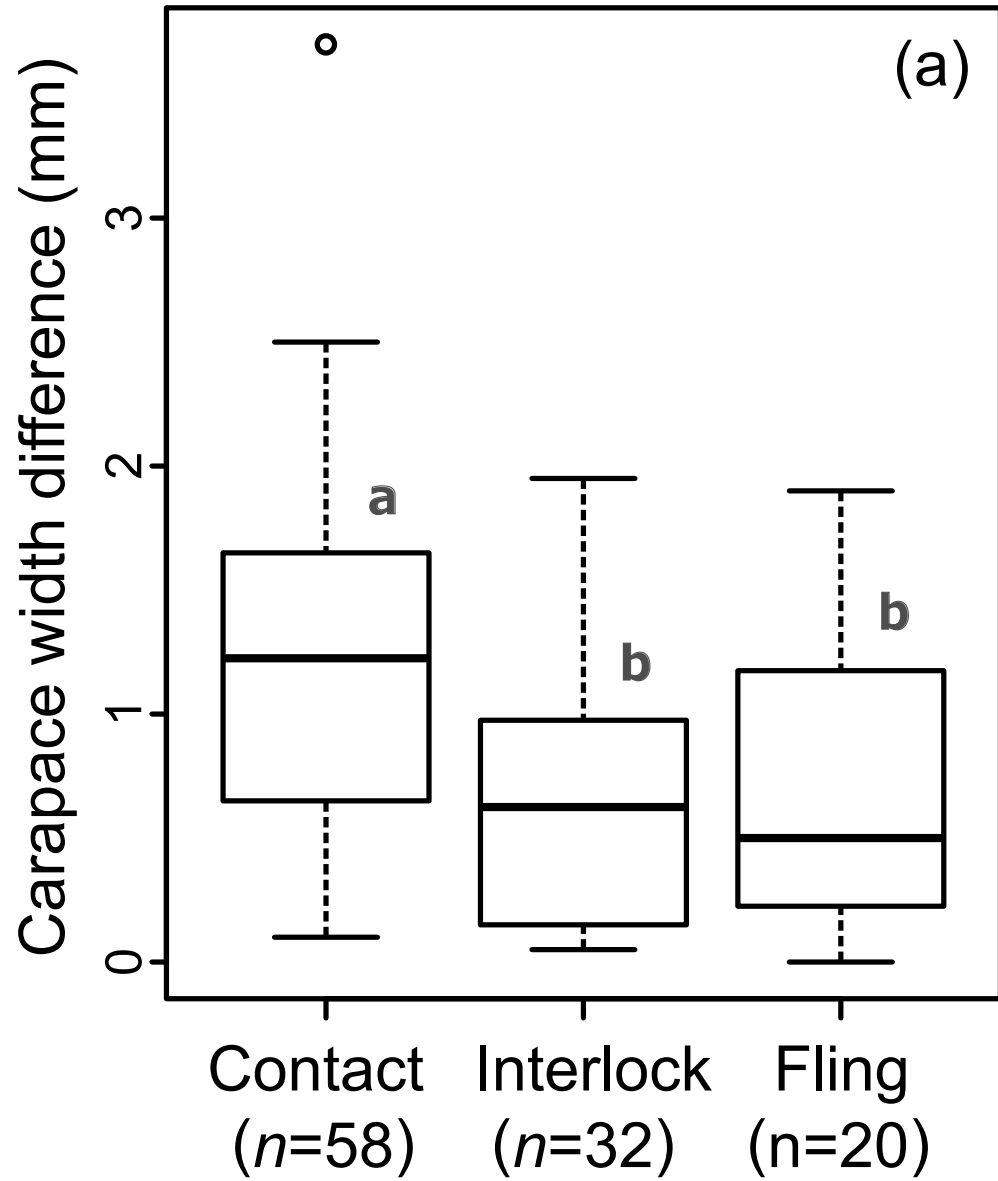 (a)
Carapace width difference (mm)
3
2
1
0
a
b
b
Contact Interlock Fling
(n=58) (n=32) (n=20)